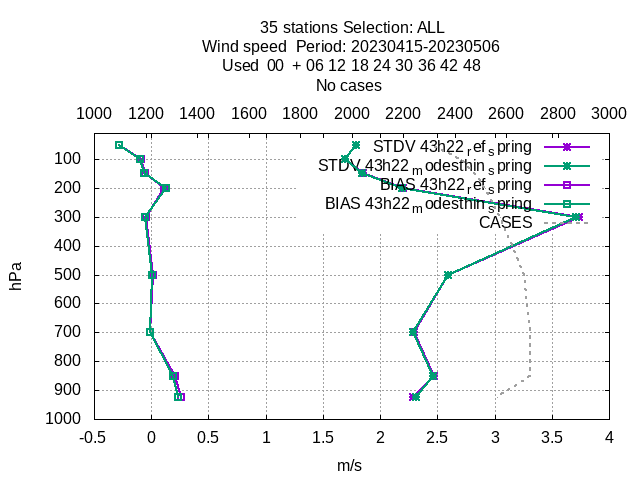 35 stations Selection: ALL
Wind speed  Period: 20230415-20230506
Used  00  + 06 12 18 24 30 36 42 48
No cases
1000 1200 1400 1600 1800 2000 2200 2400 2600 2800 3000
STDV 43h22_ref_spring
STDV 43h22_modesthin_spring
BIAS 43h22_ref_spring
BIAS 43h22_modesthin_spring
CASES
100
200
300
400
500
600
700
800
900
1000
hPa
-0.5 0 0.5 1 1.5 2 2.5 3 3.5 4
m/s